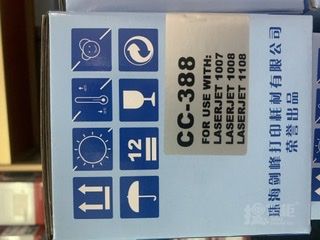 CC-388
FOR USE WITH:
LASERJET 1007
LASERJET 1008
LASERJET 1108
珠海剑峰打印耗材有限公司
荣誉出品
12